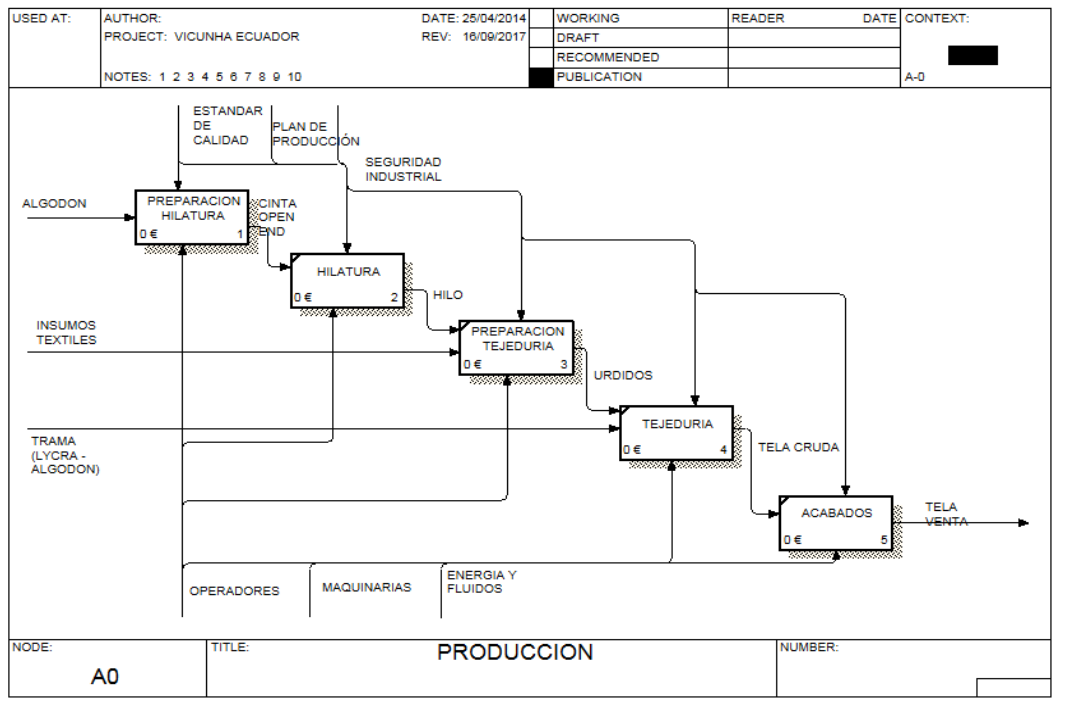 USED AT:
AUTHOR:
DATE: 25/04/2014
PROJECT: VICUNHA ECUADOR
REV: 16/09/2017
NOTES: 1 2 3 4 5 6 7 8 9 10
WORKING
DRAFT
RECOMMENDED
PUBLICATION
READER DATE
CONTEXT:
A-0
ESTANDAR
DE
CALIDAD
PLAN DE
PRODUCCIÓN
SEGURIDAD
INDUSTRIAL
ALGODON
PREPARACION
HILATURA
0 € 1
CINTA
OPEN
END
HILATURA
0 € 2
HILO
INSUMOS
TEXTILES
PREPARACION
TEJEDURIA
0 € 3
URDIDOS
TRAMA
(LYCRA -
ALGODON)
TEJEDURIA
0 € 4
TELA CRUDA
ACABADOS
0 € 5
TELA
VENTA
OPERADORES
MAQUINARIAS
ENERGIA Y
FLUIDOS
NODE:
A0
TITLE:
PRODUCCION
NUMBER: